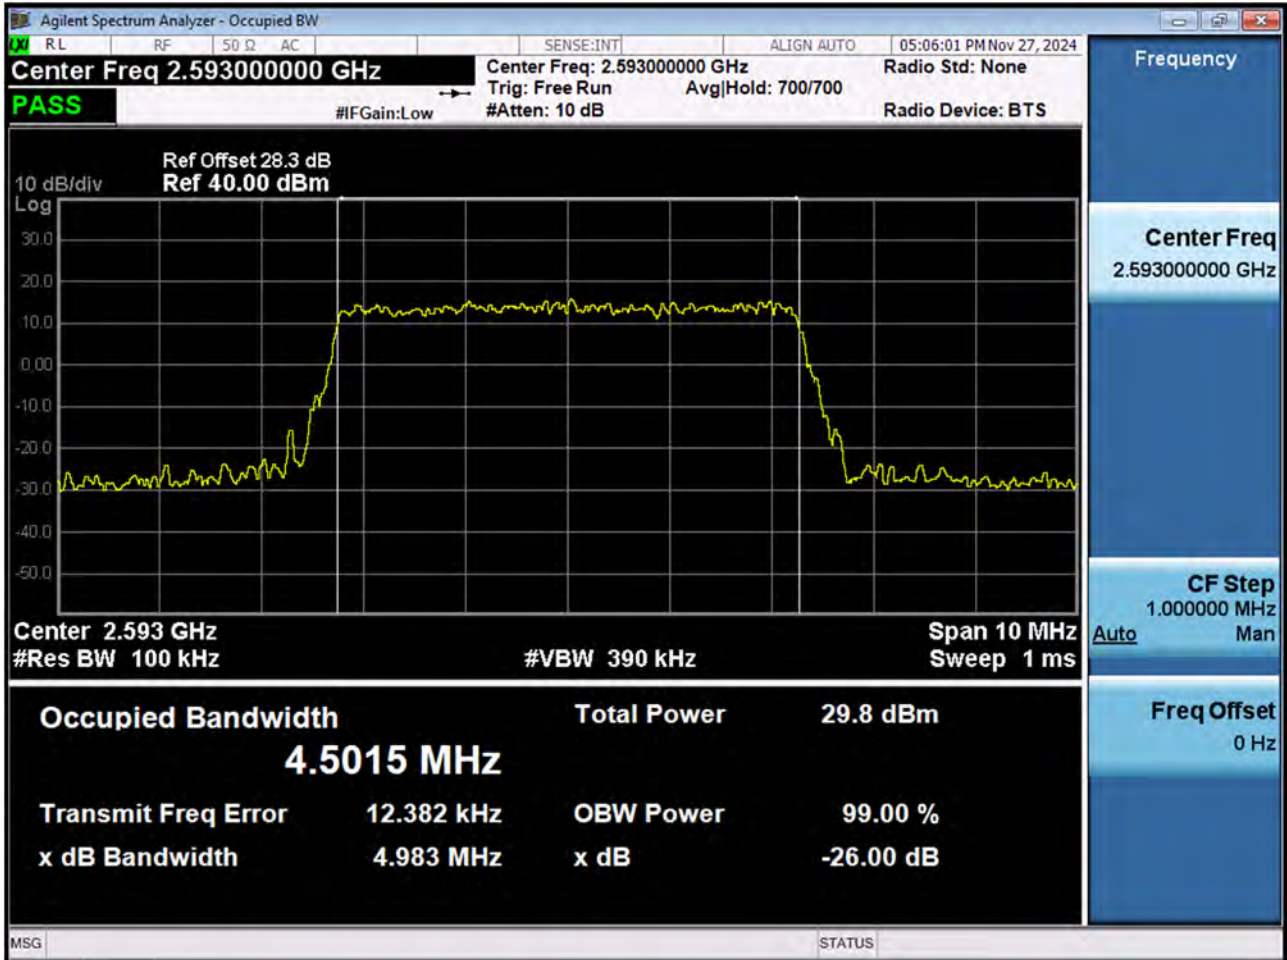 Agilent Spectrum Analyzer - Occupied BW
LXI RL RF 50 Ω AC SENSE:INT ALIGN AUTO 05:06:01 PM Nov 27, 2024
Center Freq 2.593000000 GHz
Center Freq: 2.593000000 GHz Radio Std: None
Trig: Free Run Avg|Hold: 700/700
PASS
#IFGain:Low #Atten: 10 dB Radio Device: BTS
Ref Offset 28.3 dB
10 dB/div Ref 40.00 dBm
Log
30.0
20.0
10.0
0.00
-10.0
-20.0
-30.0
-40.0
-50.0
Center 2.593 GHz Span 10 MHz
#Res BW 100 kHz #VBW 390 kHz Sweep 1 ms
Occupied Bandwidth Total Power 29.8 dBm
4.5015 MHz
Transmit Freq Error 12.382 kHz OBW Power 99.00 %
x dB Bandwidth 4.983 MHz x dB -26.00 dB
MSG STATUS
Frequency
Center Freq
2.593000000 GHz
CF Step
1.000000 MHz
Auto Man
Freq Offset
0 Hz